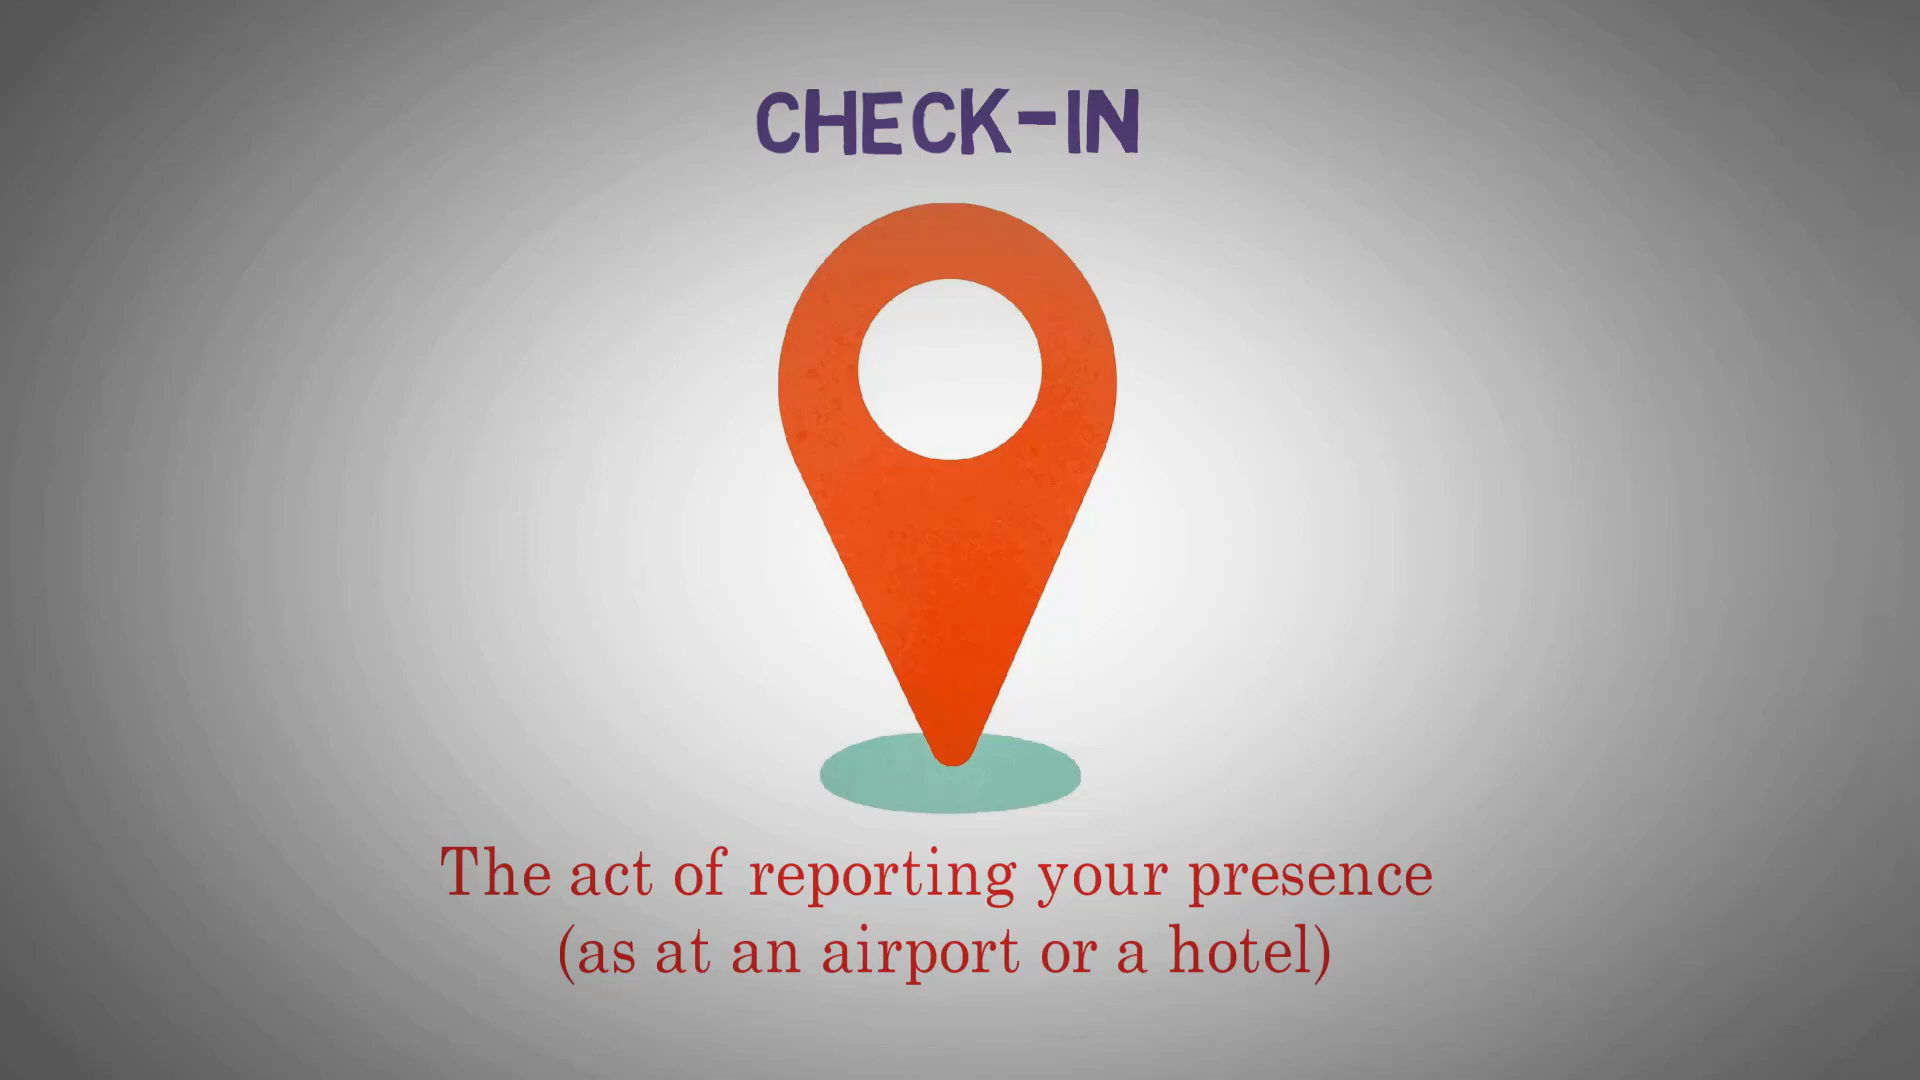 CHECK-IN
The act of reporting your presence
(as at an airport or a hotel)